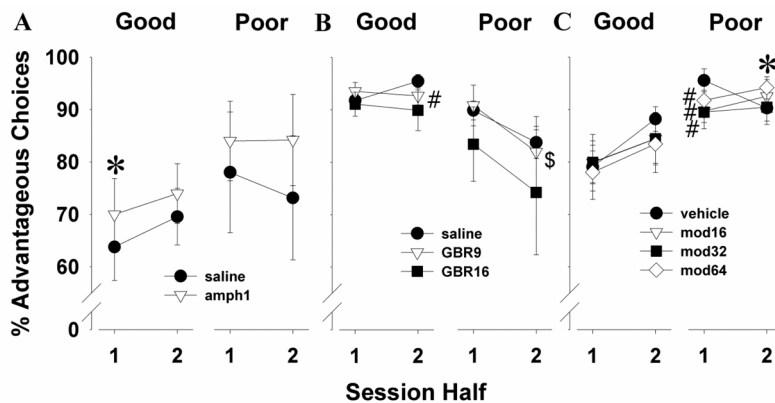 A Good Poor B Good Poor C Good Poor
% Advantageous Choices
100
90
80
70
60
0
*
saline
amph1
#
$
saline
GBR9
GBR16
*
#
#
#
vehicle
mod16
mod32
mod64
1 2 1 2 1 2 1 2 1 2 1 2
Session Half